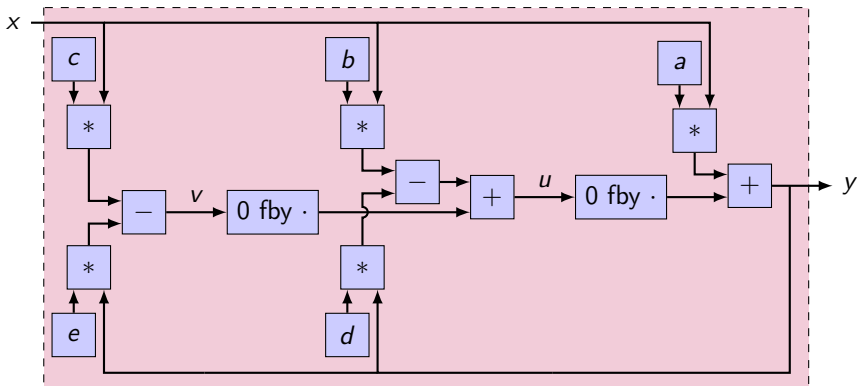 x
c b a
* * *
− + y
v − 0 fby · + u 0 fby · +
* *
e d